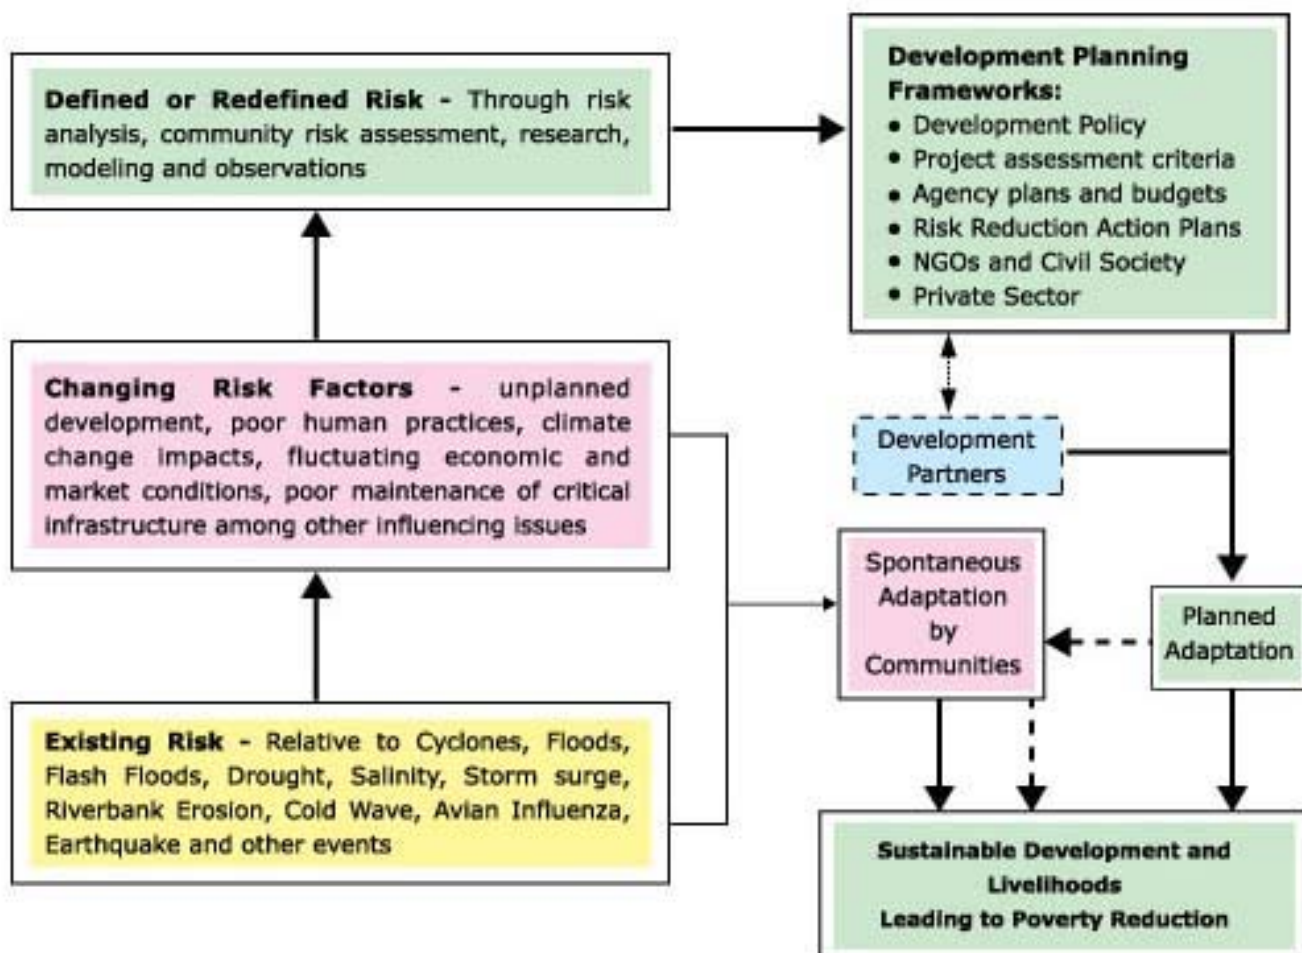 Defined or Redefined Risk - Through risk
analysis, community risk assessment, research,
modeling and observations
Development Planning
Frameworks:
• Development Policy
• Project assessment criteria
• Agency plans and budgets
• Risk Reduction Action Plans
• NGOs and Civil Society
• Private Sector
Changing Risk Factors - unplanned
development, poor human practices, climate
change impacts, fluctuating economic and
market conditions, poor maintenance of critical
infrastructure among other influencing issues
Development
Partners
Spontaneous
Adaptation
by
Communities
Planned
Adaptation
Existing Risk - Relative to Cyclones, Floods,
Flash Floods, Drought, Salinity, Storm surge,
Riverbank Erosion, Cold Wave, Avian Influenza,
Earthquake and other events
Sustainable Development and
Livelihoods
Leading to Poverty Reduction